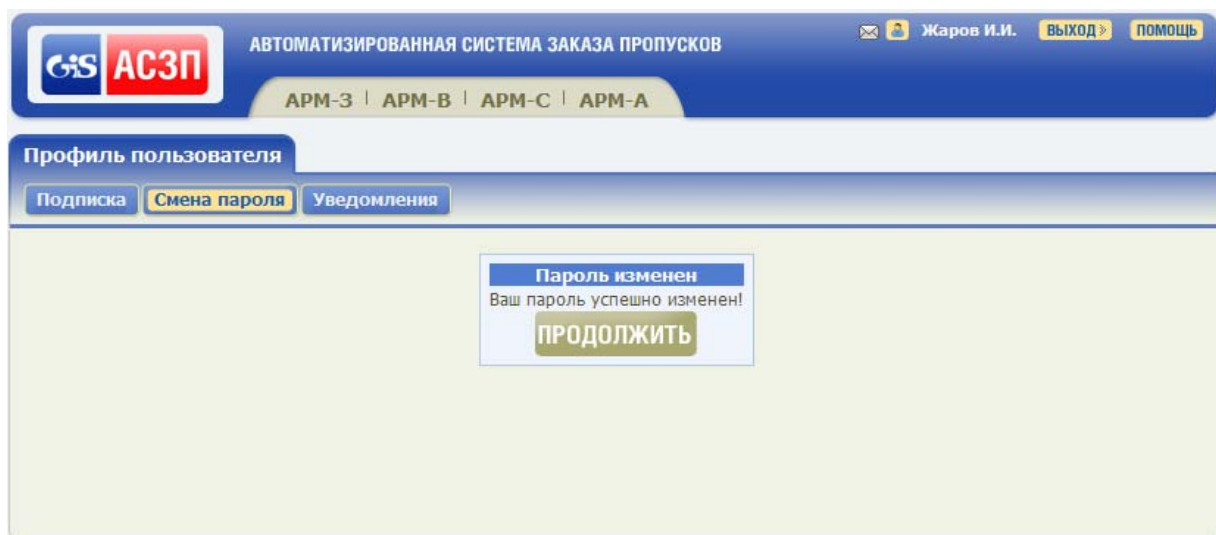 GiS АСЗП
АВТОМАТИЗИРОВАННАЯ СИСТЕМА ЗАКАЗА ПРОПУСКОВ
Жаров И.И. ВЫХОД» ПОМОЩЬ
АРМ-З | АРМ-В | АРМ-С | АРМ-А
Профиль пользователя
Подписка Смена пароля Уведомления
Пароль изменен
Ваш пароль успешно изменен!
ПРОДОЛЖИТЬ